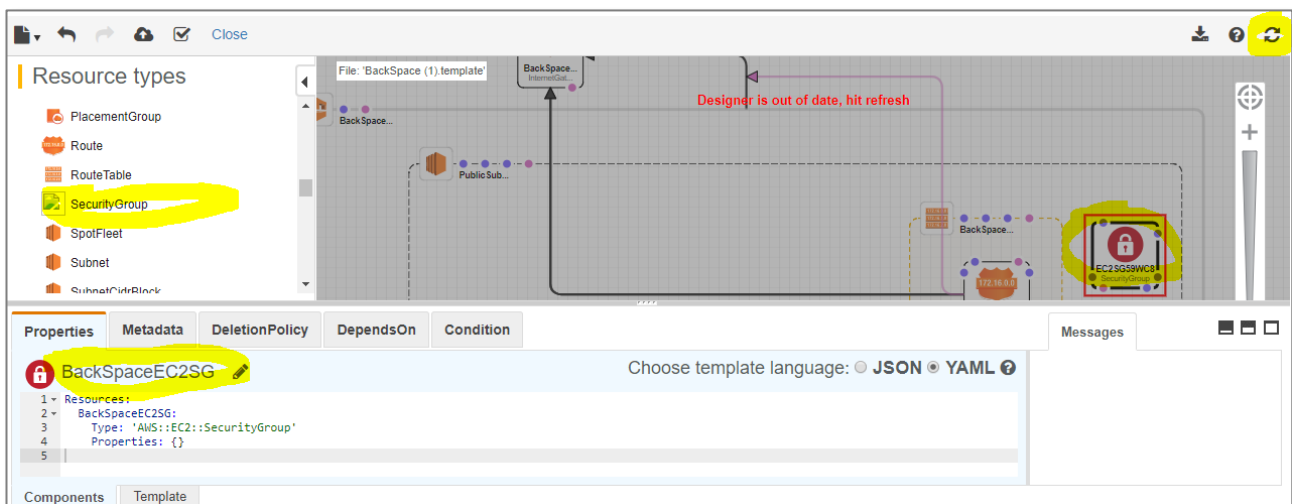 Close
Resource types
PlacementGroup
Route
RouteTable
SecurityGroup
SpotFleet
Subnet
SubnetCidrBlock
File: 'BackSpace (1).template'
BackSpace...
InternetGat...
Designer is out of date, hit refresh
BackSpace...
PublicSub...
BackSpace...
172.16.0.0
EC2SG59WC8
SecurityGroup
Properties
Metadata
DeletionPolicy
DependsOn
Condition
Messages
BackSpaceEC2SG
Choose template language: JSON YAML
1 Resources:
2 BackSpaceEC2SG:
3 Type: 'AWS::EC2::SecurityGroup'
4 Properties: {}
5
Components
Template